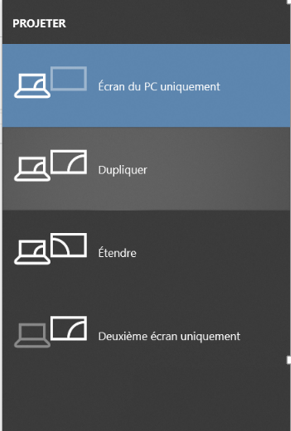 PROJETER
Écran du PC uniquement
Dupliquer
Étendre
Deuxième écran uniquement